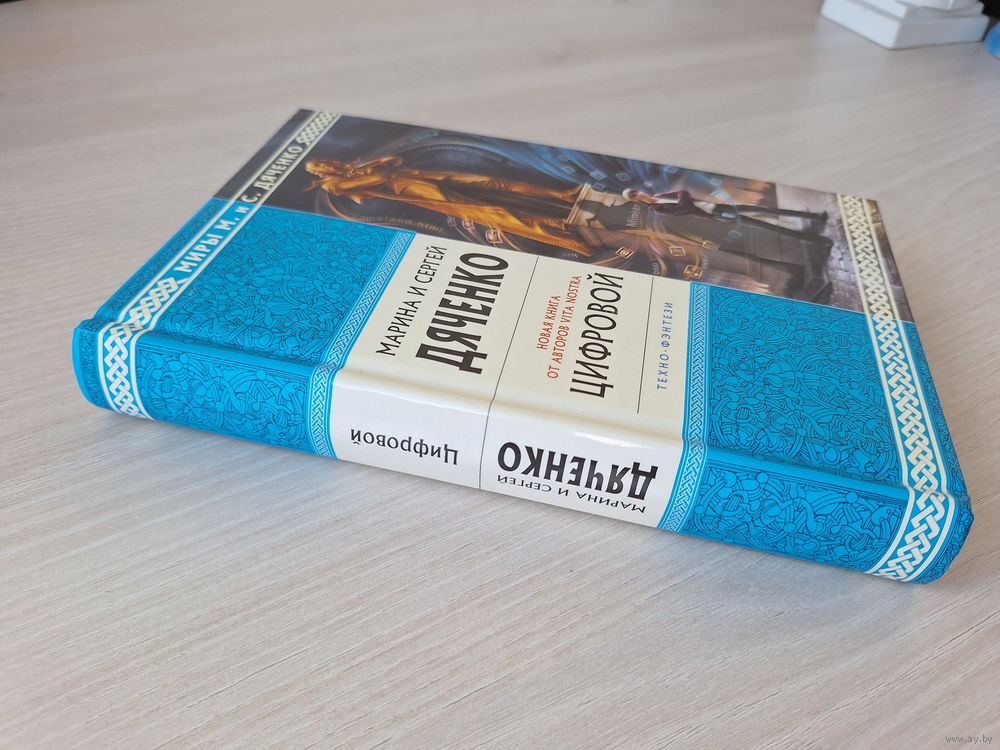 МИРЫ М. и С. ДЯЧЕНКО
МАРИНА И СЕРГЕЙ
ДЯЧЕНКО
НОВАЯ КНИГА
ОТ АВТОРОВ VITA NOSTRA
ЦИФРОВОЙ
ТЕХНО-ФЭНТЕЗИ
МАРИНА И СЕРГЕЙ
ДЯЧЕНКО
Цифровой
www.ay.by